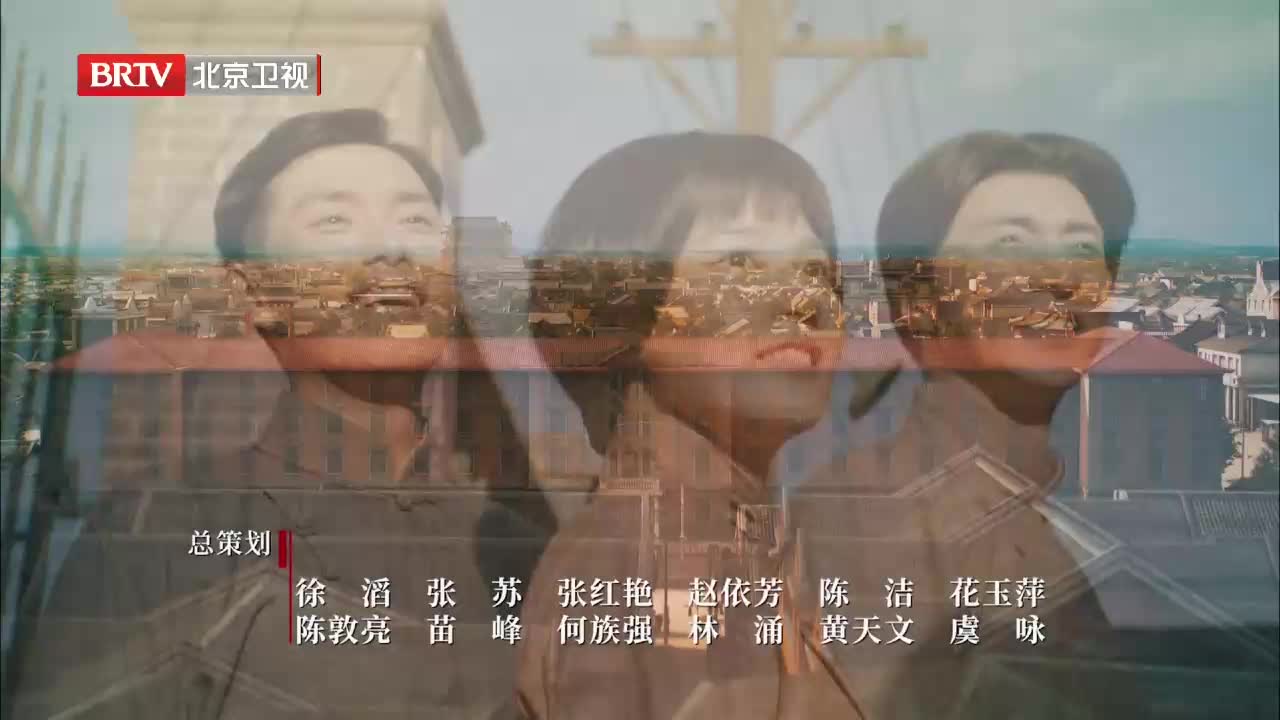 BRTV 北京卫视
总策划
徐 滔 张 苏 张红艳 赵依芳 陈 洁 花玉萍
陈敦亮 苗 峰 何族强 林 涌 黄天文 虞 咏